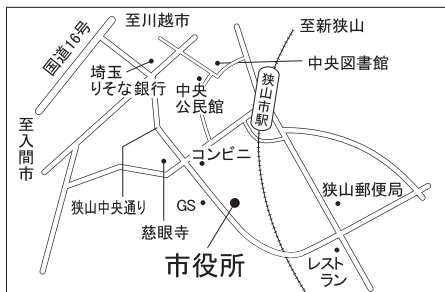 至川越市
至新狭山
国道16号
埼玉
りそな銀行
中央
公民館
中央図書館
狭山市駅
至入間市
コンビニ
狭山郵便局
狭山中央通り
慈眼寺
GS
市役所
レスト
ラン